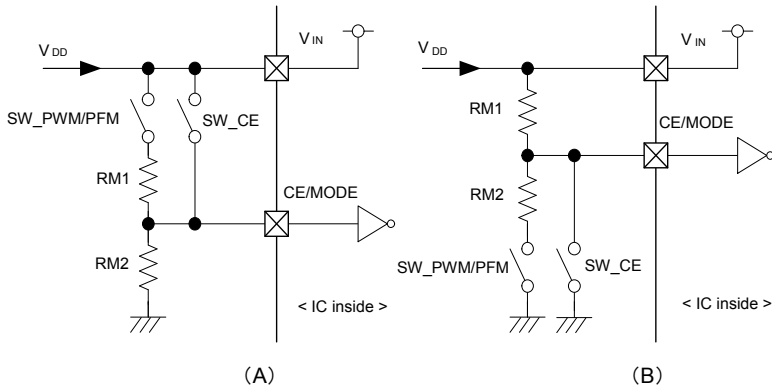 V DD
V IN
SW_PWM/PFM
SW_CE
RM1
CE/MODE
RM2
< IC inside >
(A)
V DD
V IN
RM1
CE/MODE
RM2
SW_PWM/PFM
SW_CE
< IC inside >
(B)